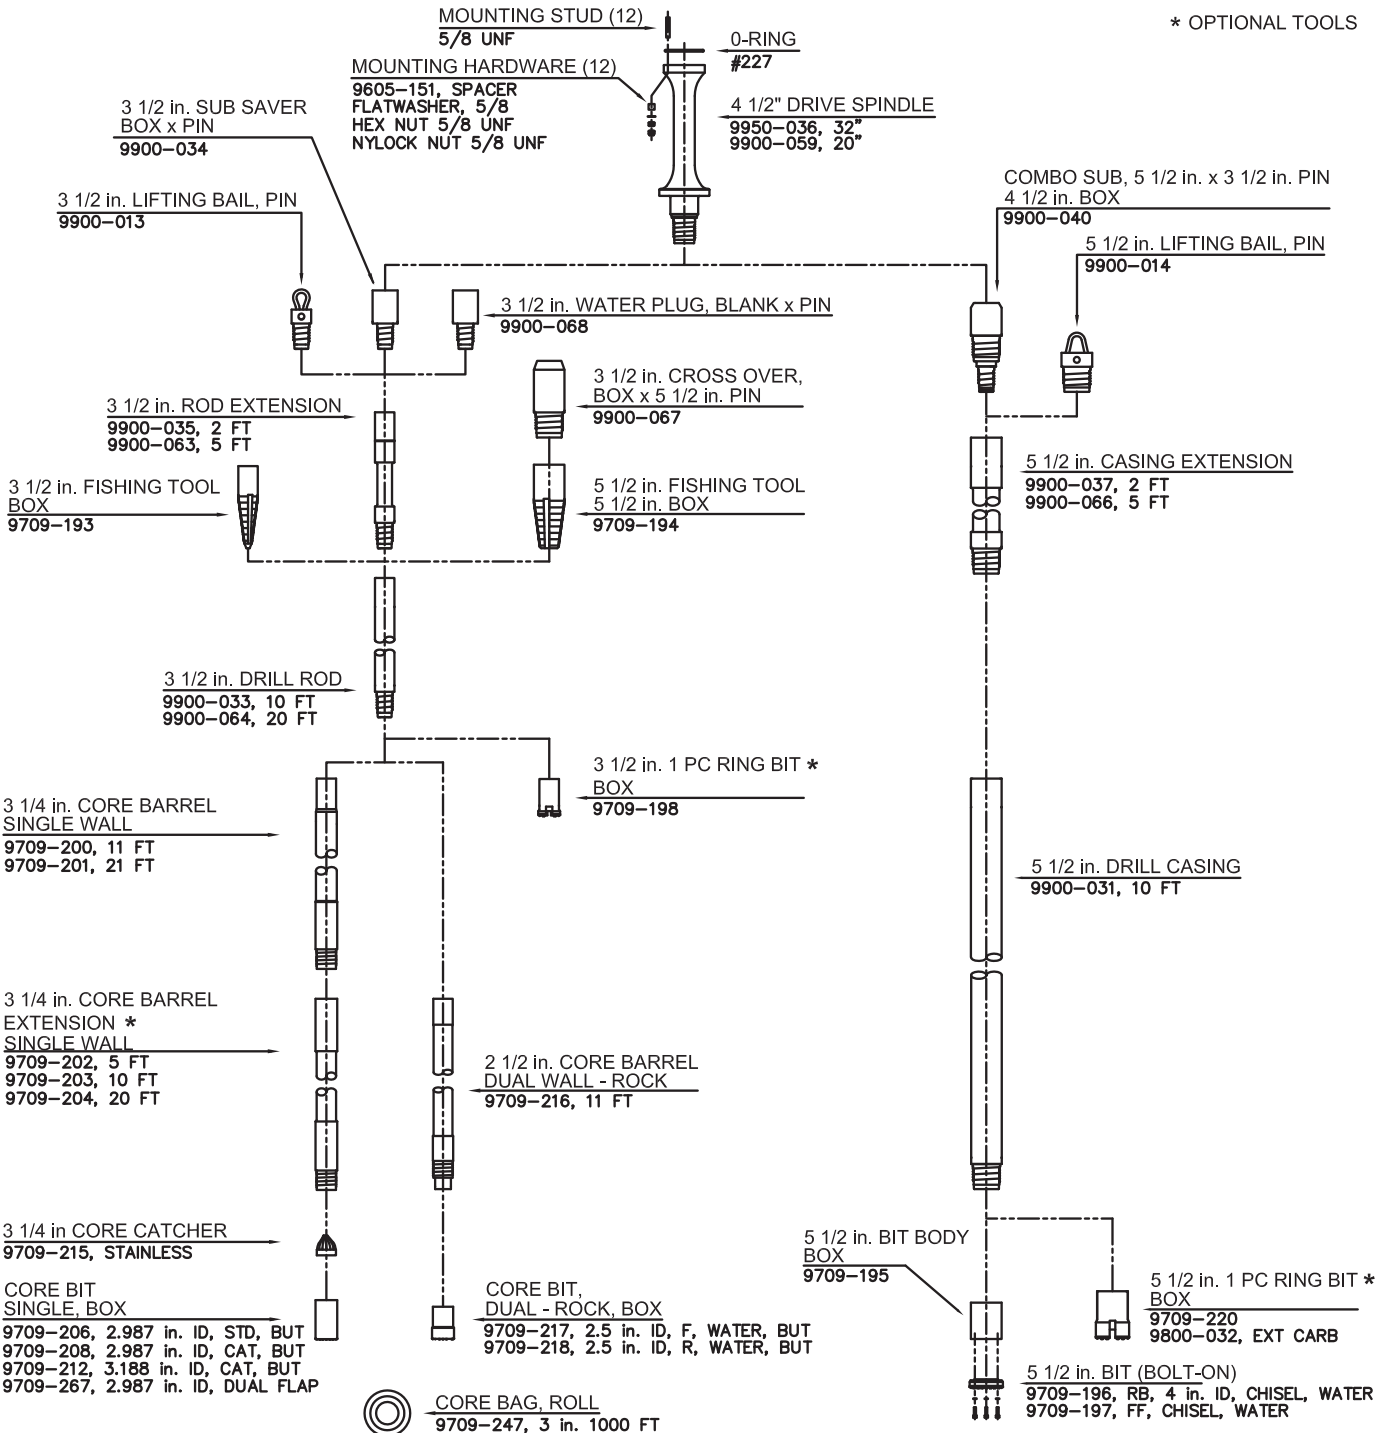 MOUNTING STUD (12)
5/8 UNF
* OPTIONAL TOOLS
0-RING
#227
MOUNTING HARDWARE (12)
9605-151, SPACER
FLATWASHER, 5/8
HEX NUT 5/8 UNF
NYLOCK NUT 5/8 UNF
4 1/2" DRIVE SPINDLE
9950-036, 32"
9900-059, 20"
3 1/2 in. SUB SAVER
BOX x PIN
9900-034
3 1/2 in. LIFTING BAIL, PIN
9900-013
COMBO SUB, 5 1/2 in. x 3 1/2 in. PIN
4 1/2 in. BOX
9900-040
5 1/2 in. LIFTING BAIL, PIN
9900-014
3 1/2 in. WATER PLUG, BLANK x PIN
9900-068
3 1/2 in. CROSS OVER,
BOX x 5 1/2 in. PIN
9900-067
3 1/2 in. ROD EXTENSION
9900-035, 2 FT
9900-063, 5 FT
3 1/2 in. FISHING TOOL
BOX
9709-193
5 1/2 in. FISHING TOOL
5 1/2 in. BOX
9709-194
5 1/2 in. CASING EXTENSION
9900-037, 2 FT
9900-066, 5 FT
3 1/2 in. DRILL ROD
9900-033, 10 FT
9900-064, 20 FT
3 1/2 in. 1 PC RING BIT *
BOX
9709-198
3 1/4 in. CORE BARREL
SINGLE WALL
9709-200, 11 FT
9709-201, 21 FT
5 1/2 in. DRILL CASING
9900-031, 10 FT
3 1/4 in. CORE BARREL
EXTENSION *
SINGLE WALL
9709-202, 5 FT
9709-203, 10 FT
9709-204, 20 FT
2 1/2 in. CORE BARREL
DUAL WALL - ROCK
9709-216, 11 FT
3 1/4 in CORE CATCHER
9709-215, STAINLESS
5 1/2 in. BIT BODY
BOX
9709-195
CORE BIT
SINGLE, BOX
9709-206, 2.987 in. ID, STD, BUT
9709-208, 2.987 in. ID, CAT, BUT
9709-212, 3.188 in. ID, CAT, BUT
9709-267, 2.987 in. ID, DUAL FLAP
CORE BIT,
DUAL - ROCK, BOX
9709-217, 2.5 in. ID, F, WATER, BUT
9709-218, 2.5 in. ID, R, WATER, BUT
5 1/2 in. 1 PC RING BIT *
BOX
9709-220
9800-032, EXT CARB
5 1/2 in. BIT (BOLT-ON)
9709-196, RB, 4 in. ID, CHISEL, WATER
9709-197, FF, CHISEL, WATER
CORE BAG, ROLL
9709-247, 3 in. 1000 FT